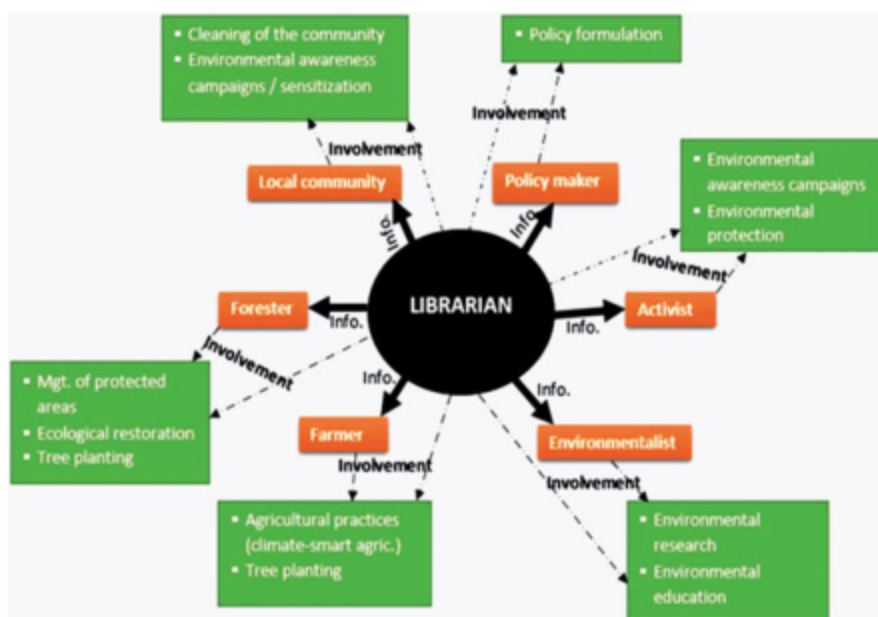 ▪ Cleaning of the community
▪ Environmental awareness
campaigns / sensitization
▪ Policy formulation
Involvement
Involvement
Local community
Policy maker
▪ Environmental
awareness campaigns
▪ Environmental
protection
Info.
Info.
Involvement
LIBRARIAN
Forester
Info.
Info.
Activist
Involvement
▪ Mgt. of protected
areas
▪ Ecological restoration
▪ Tree planting
Info.
Info.
Farmer
Environmentalist
Involvement
Involvement
▪ Agricultural practices
(climate-smart agric.)
▪ Tree planting
▪ Environmental
research
▪ Environmental
education